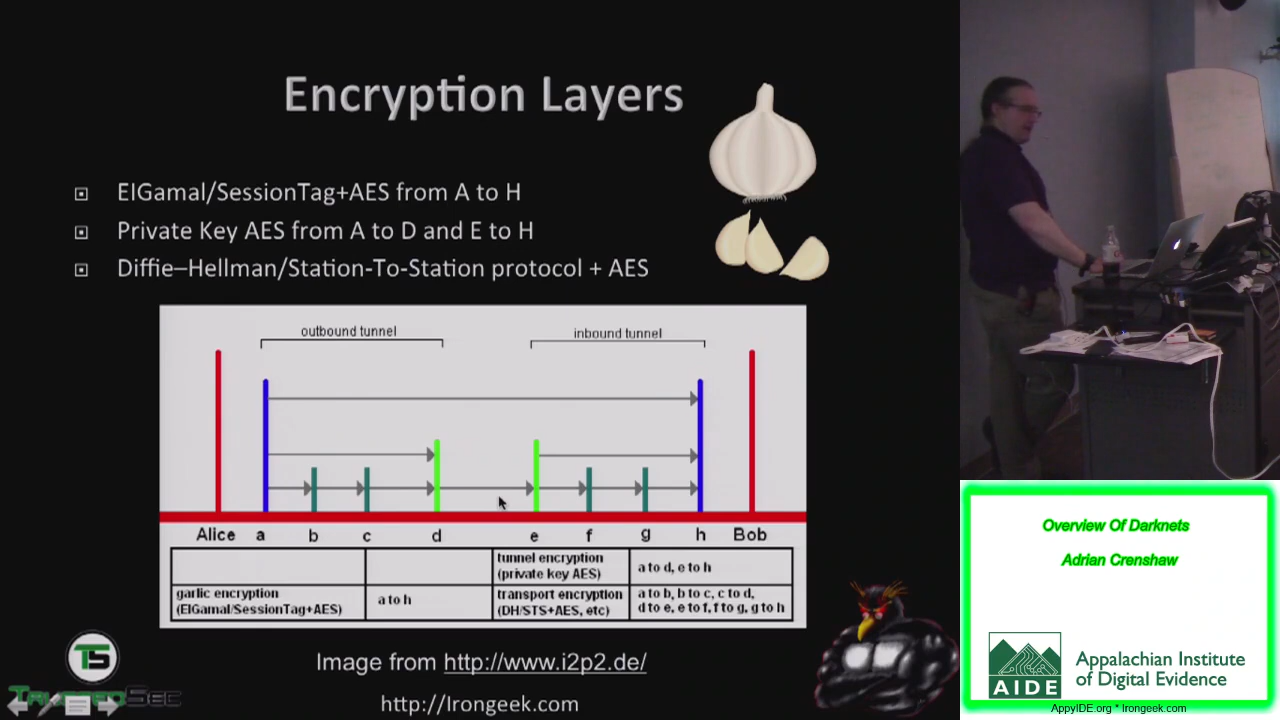 Encryption Layers
ElGamal/SessionTag+AES from A to H
Private Key AES from A to D and E to H
Diffie–Hellman/Station-To-Station protocol + AES
outbound tunnel
inbound tunnel
Alice a b c d e f g h Bob
tunnel encryption
(private key AES)
a to d, e to h
garlic encryption
(ElGamal/SessionTag+AES)
a to h
transport encryption
(DH/STS+AES, etc)
a to b, b to c, c to d,
d to e, e to f, f to g, g to h
Image from http://www.i2p2.de/
http://Irongeek.com
TS
TRUSTEDSEC
Overview Of Darknets
Adrian Crenshaw
AIDE
Appalachian Institute
of Digital Evidence
AppyIDE.org * Irongeek.com